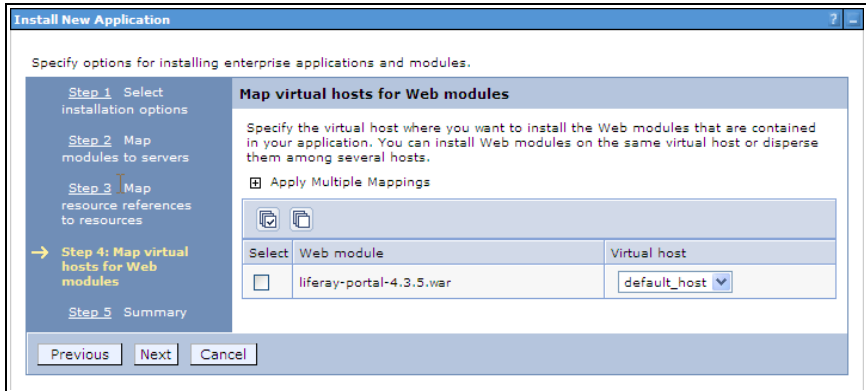 Install New Application
? –
Specify options for installing enterprise applications and modules.
Step 1 Select
installation options
Step 2 Map
modules to servers
Step 3 Map
resource references
to resources
Step 4: Map virtual
hosts for Web
modules
Step 5 Summary
Map virtual hosts for Web modules
Specify the virtual host where you want to install the Web modules that are contained
in your application. You can install Web modules on the same virtual host or disperse
them among several hosts.
Apply Multiple Mappings
Select Web module Virtual host
liferay-portal-4.3.5.war default_host
Previous Next Cancel